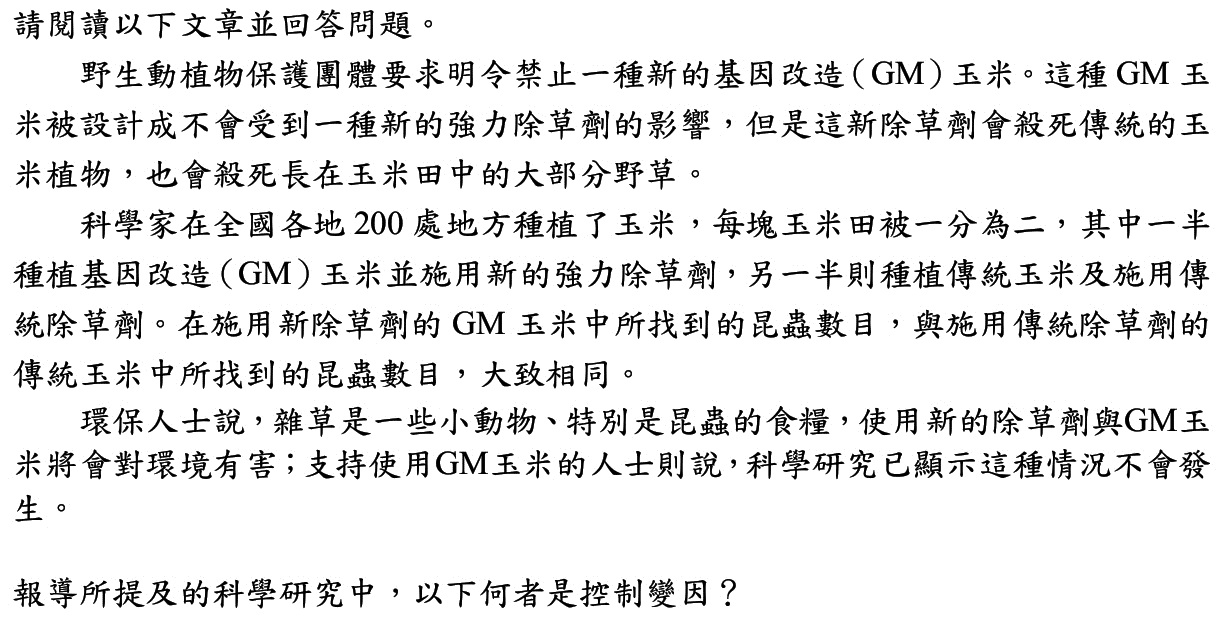 請閱讀以下文章並回答問題。
野生動植物保護團體要求明令禁止一種新的基因改造（GM）玉米。這種 GM 玉
米被設計成不會受到一種新的強力除草劑的影響，但是這新除草劑會殺死傳統的玉
米植物，也會殺死長在玉米田中的大部分野草。
科學家在全國各地 200 處地方種植了玉米，每塊玉米田被一分為二，其中一半
種植基因改造（GM）玉米並施用新的強力除草劑，另一半則種植傳統玉米及施用傳
統除草劑。在施用新除草劑的 GM 玉米中所找到的昆蟲數目，與施用傳統除草劑的
傳統玉米中所找到的昆蟲數目，大致相同。
環保人士說，雜草是一些小動物、特別是昆蟲的食糧，使用新的除草劑與GM玉
米將會對環境有害；支持使用GM玉米的人士則說，科學研究已顯示這種情況不會發
生。
報導所提及的科學研究中，以下何者是控制變因？